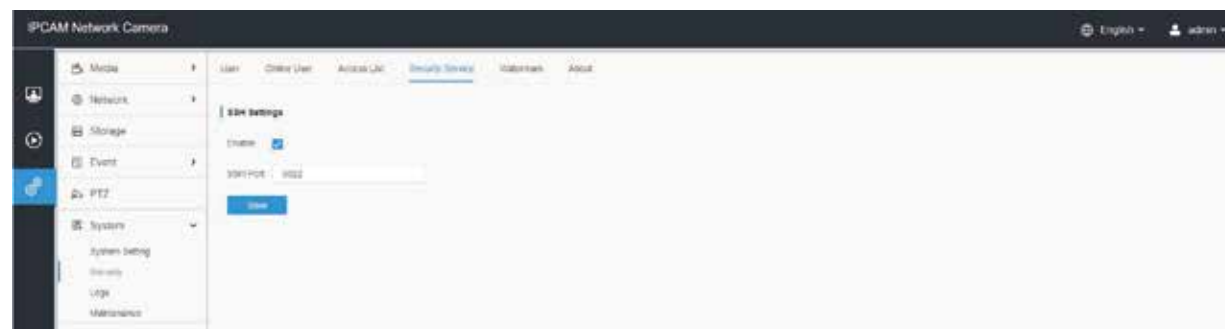 IPCAM Network Camera
English
admin
Media
User
Online User
Access List
Security Service
Watermark
About
Network
SSH Settings
Storage
Enable
Event
SSH Port
PTZ
Save
System
System Setting
Security
Logs
Maintenance